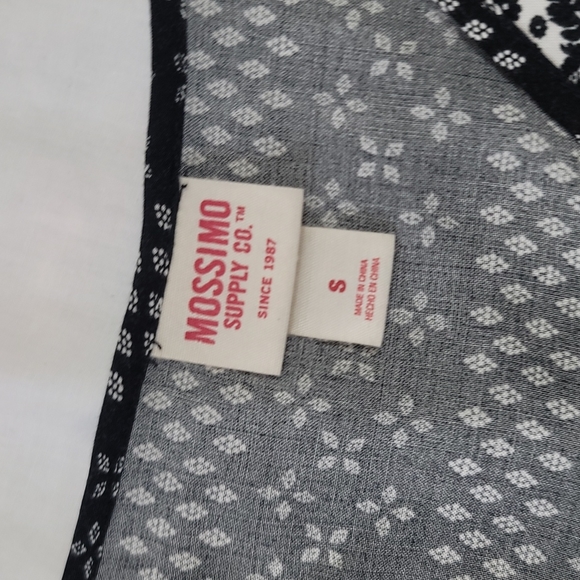 MOSSIMO
SUPPLY CO.™
SINCE 1987
S
MADE IN CHINA
HECHO EN CHINA